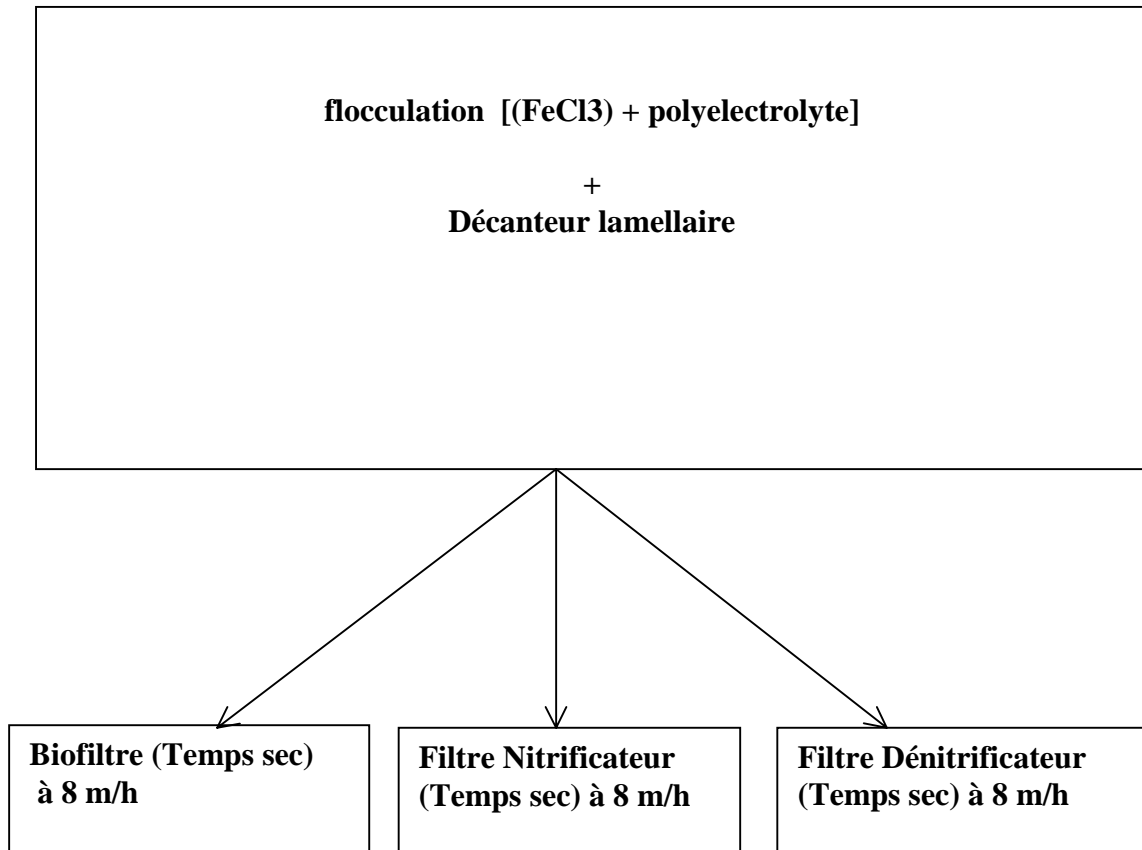 flocculation [(FeCl3) + polyelectrolyte]
+
Décanteur lamellaire
Biofiltre (Temps sec)
à 8 m/h
Filtre Nitrificateur
(Temps sec) à 8 m/h
Filtre Dénitrificateur
(Temps sec) à 8 m/h